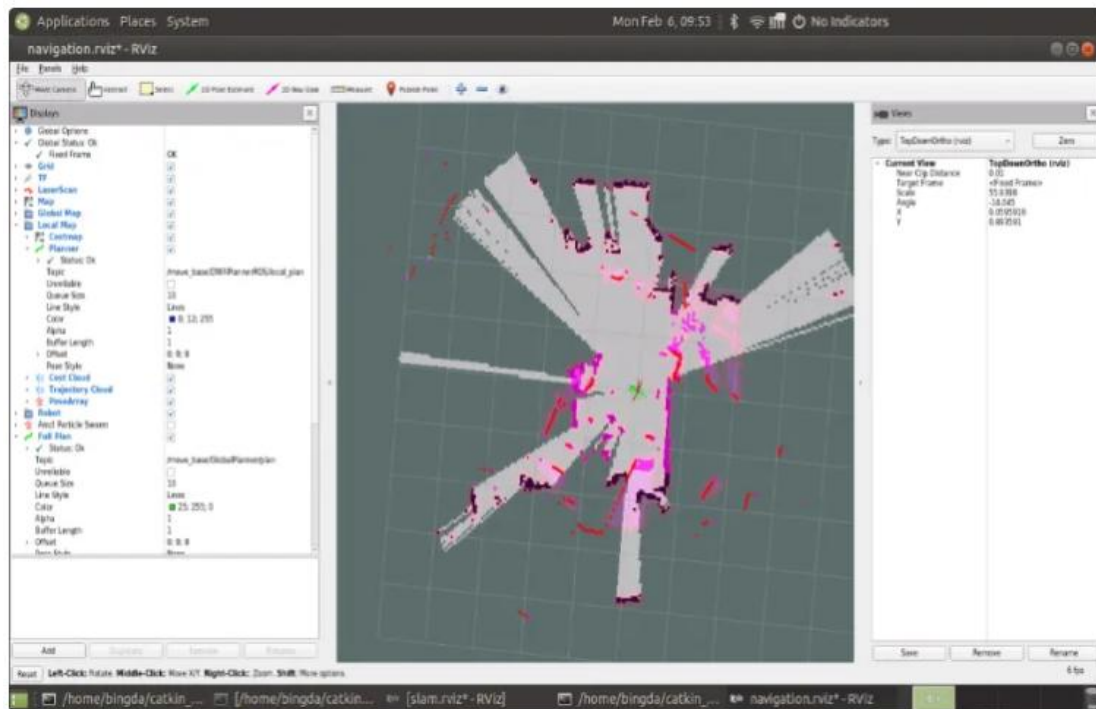 Applications Places System
Mon Feb 6, 09:53
No Indicators
navigation.rviz* - RViz
File Panels Help
Move Camera Interact Select 2D Pose Estimate 2D Nav Goal Measure Publish Point
Displays
Global Options
Global Status: Ok
Fixed Frame OK
Grid
TF
LaserScan
Map
Global Map
Local Map
Costmap
Planner
Status: Ok
Topic
Unreliable
Queue Size 10
Line Style Lines
Color 0; 12; 255
Alpha 1
Buffer Length 1
Offset 0; 0; 0
Pose Style None
Cost Cloud
Trajectory Cloud
PoseArray
Robot
Amcl Particle Swarm
Full Plan
Status: Ok
Topic
Unreliable
Queue Size 10
Line Style Lines
Color 25; 255; 0
Alpha 1
Buffer Length 1
Offset 0; 0; 0
Pose Style None
Add Duplicate Remove Rename
Views
Type: TopDownOrtho (rviz) Zero
Current View TopDownOrtho (rviz)
Near Clip Distance 0.01
Target Frame <Fixed Frame>
Scale
Angle
X
Y
Save Remove Rename
Reset Left-Click: Rotate. Middle-Click: Move X/Y. Right-Click: Zoom. Shift: More options.
6 fps
/home/bingda/catkin_... [/home/bingda/catkin... [slam.rviz* - RViz] /home/bingda/catkin_... navigation.rviz* - RViz